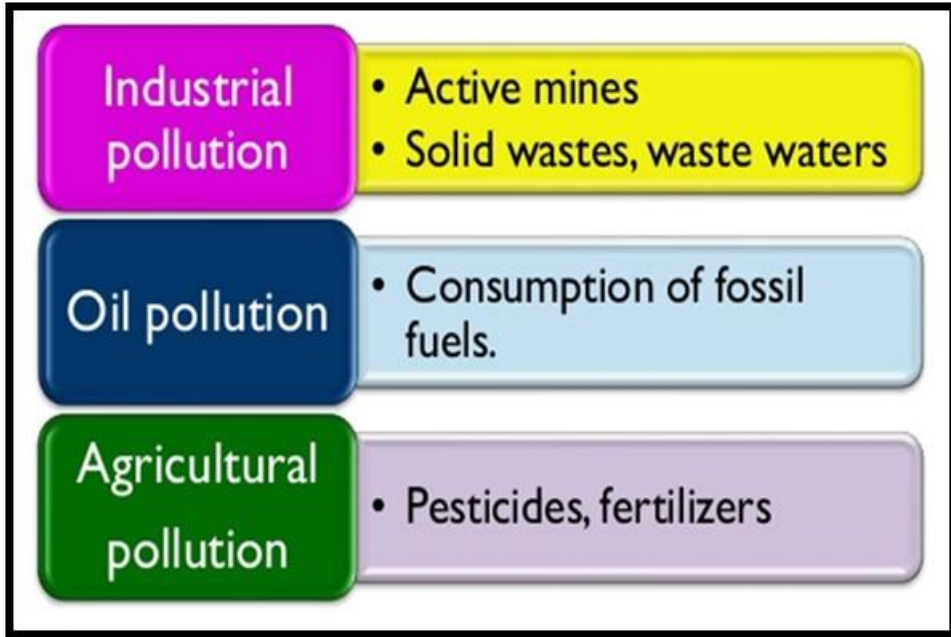 Industrial
pollution
• Active mines
• Solid wastes, waste waters
Oil pollution
• Consumption of fossil
fuels.
Agricultural
pollution
• Pesticides, fertilizers